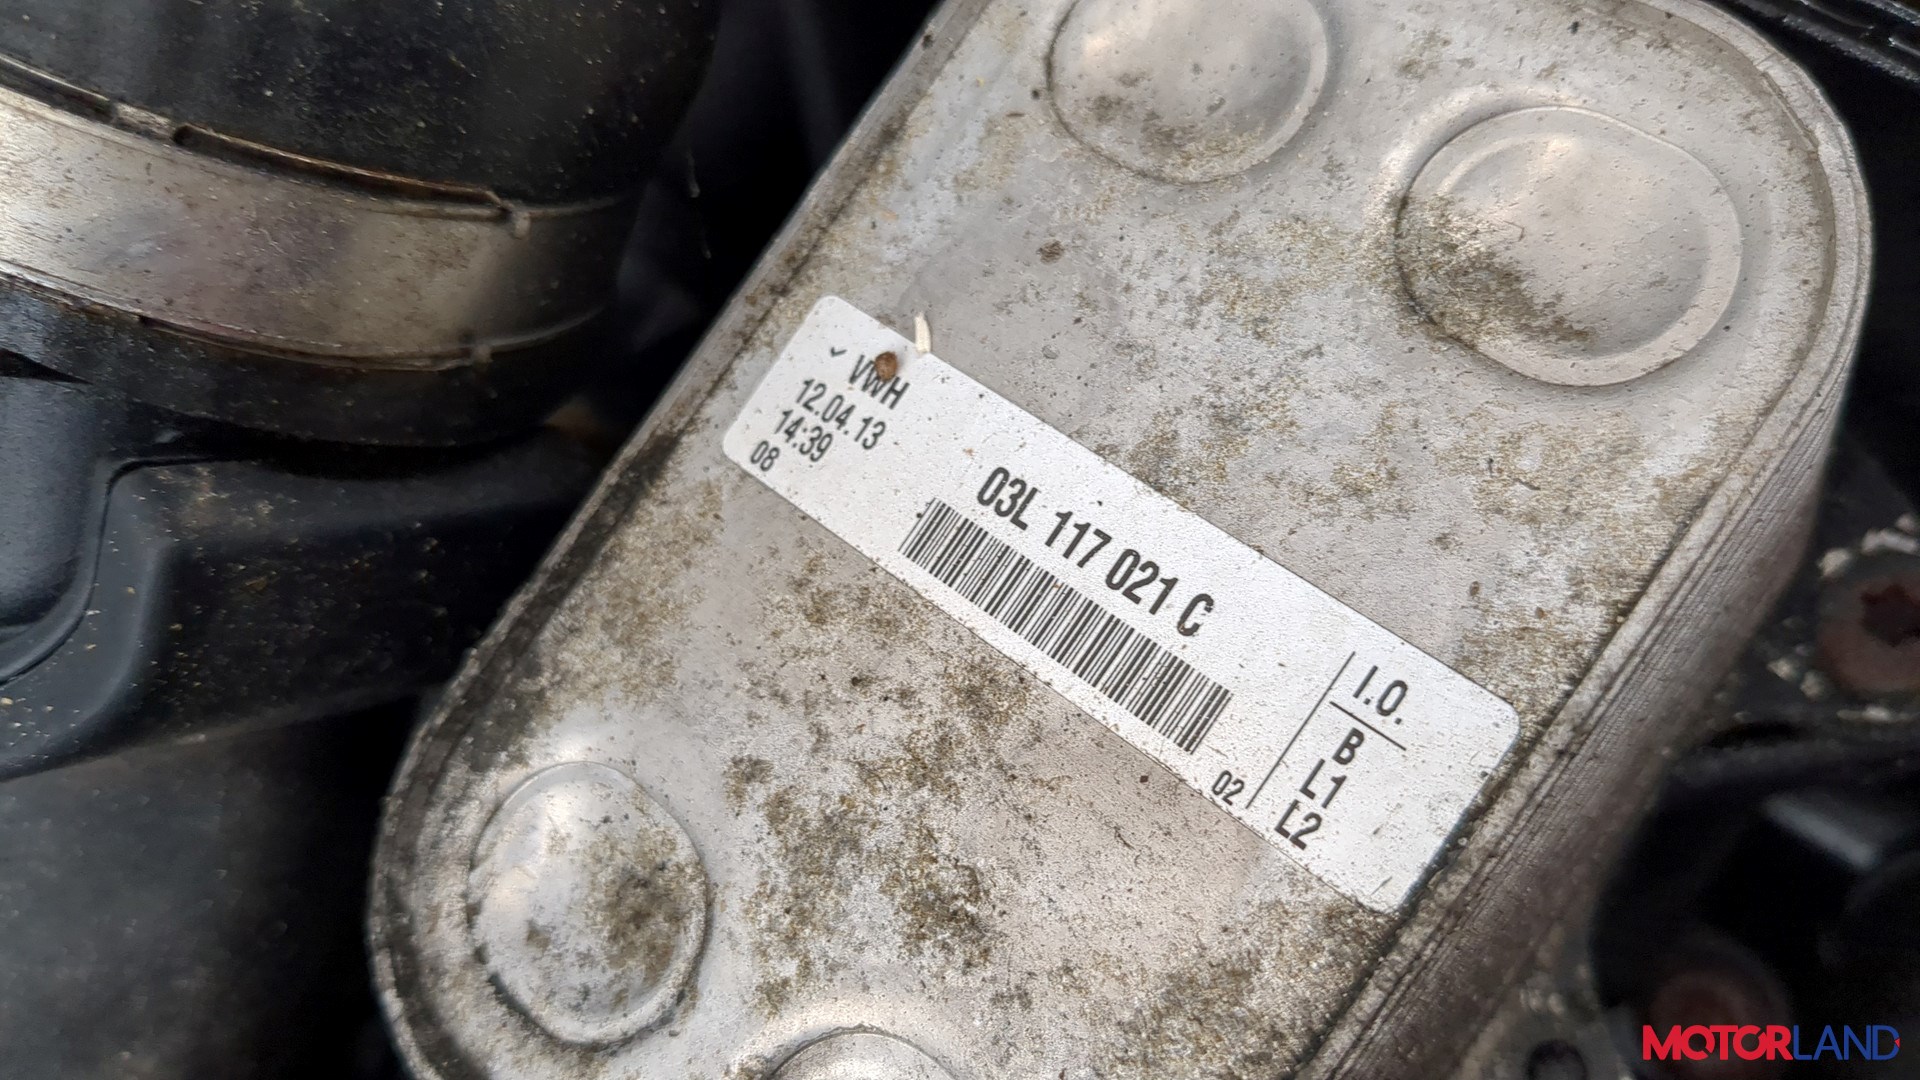 VWH
12.04.13
14:39
08
03L 117 021 C
02
I.O.
B
L1
L2
MOTORLAND